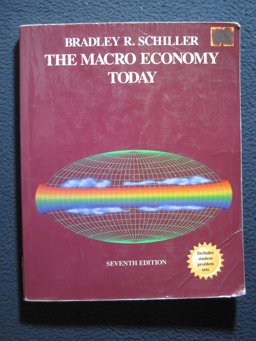 BRADLEY R. SCHILLER
THE MACRO ECONOMY
TODAY
SEVENTH EDITION
Includes
student
problem
sets